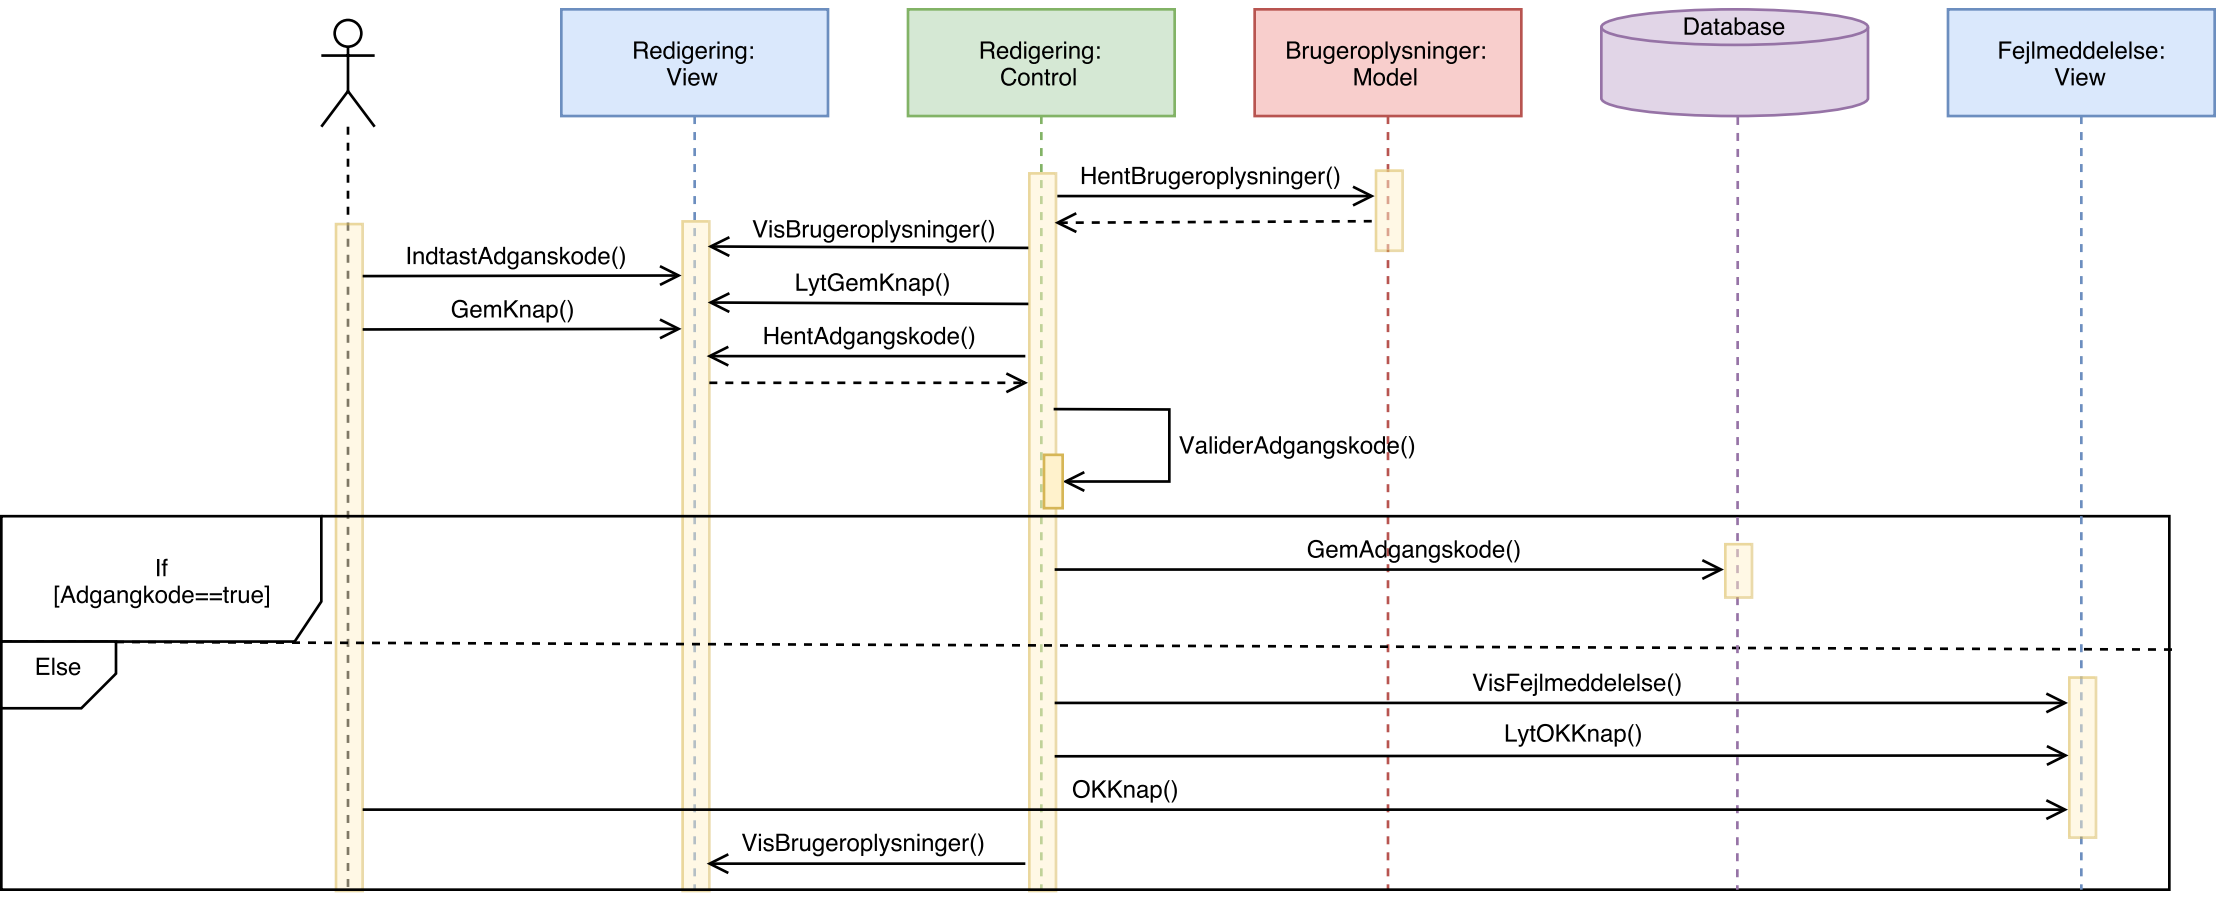 Redigering:
View
Redigering:
Control
Brugeroplysninger:
Model
Database
Fejlmeddelelse:
View
HentBrugeroplysninger()
VisBrugeroplysninger()
IndtastAdganskode()
LytGemKnap()
GemKnap()
HentAdgangskode()
ValiderAdgangskode()
If
[Adgangkode==true]
GemAdgangskode()
Else
VisFejlmeddelelse()
LytOKKnap()
OKKnap()
VisBrugeroplysninger()